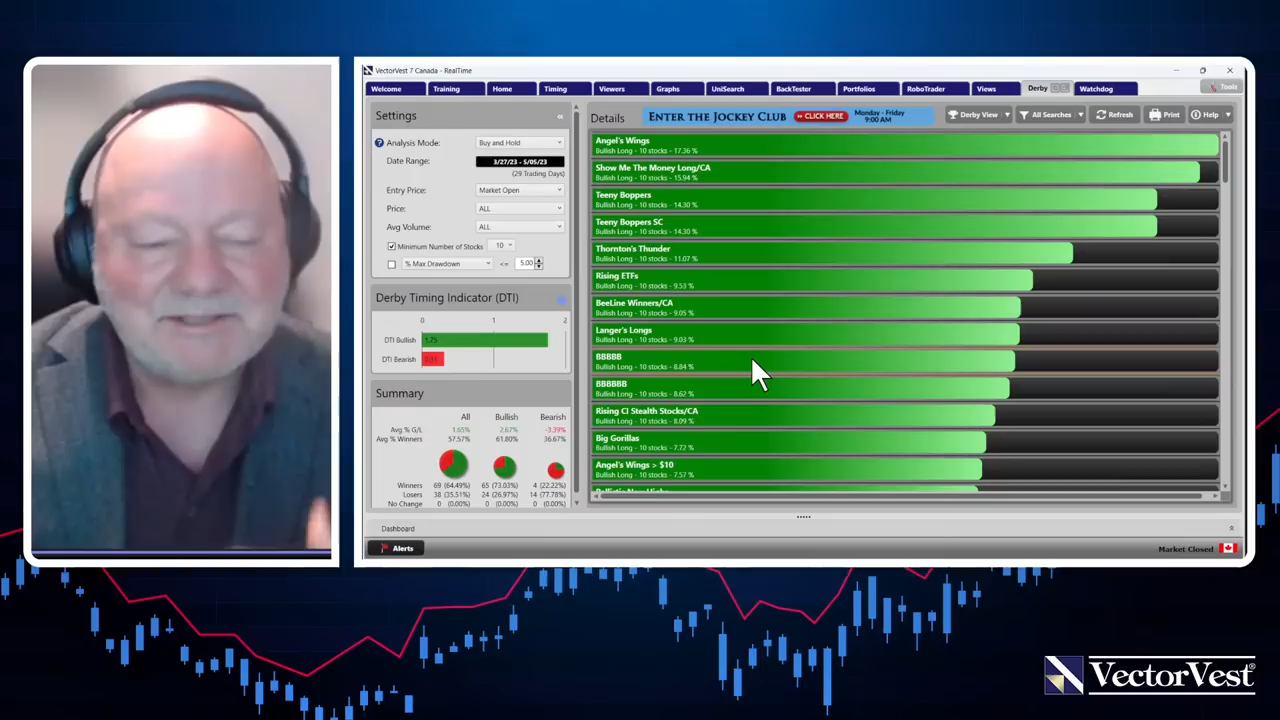 VectorVest 7 Canada - RealTime
Welcome Training Home Timing Viewers Graphs UniSearch BackTester Portfolios RoboTrader Views Derby Watchdog Tools
Settings
Analysis Mode: Buy and Hold
Date Range: 3/27/23 - 5/05/23
(29 Trading Days)
Entry Price: Market Open
Price: ALL
Avg Volume: ALL
Minimum Number of Stocks 10
% Max Drawdown <= 5.00
Derby Timing Indicator (DTI)
0 1 2
DTI Bullish 1.75
DTI Bearish
Summary
All Bullish Bearish
Avg % G/L 1.65% 2.67% -3.39%
Avg % Winners 57.57% 61.80% 36.67%
Winners 69 (64.49%) 65 (73.03%) 4 (22.22%)
Losers 38 (35.51%) 24 (26.97%) 14 (77.78%)
No Change 0 (0.00%) 0 (0.00%) 0 (0.00%)
Details
ENTER THE JOCKEY CLUB CLICK HERE Monday - Friday
9:00 AM
Derby View All Searches Refresh Print Help
Angel's Wings
Bullish Long - 10 stocks - 17.36 %
Show Me The Money Long/CA
Bullish Long - 10 stocks - 15.94 %
Teeny Boppers
Bullish Long - 10 stocks - 14.30 %
Teeny Boppers SC
Bullish Long - 10 stocks - 14.30 %
Thornton's Thunder
Bullish Long - 10 stocks - 11.07 %
Rising ETFs
Bullish Long - 10 stocks - 9.53 %
BeeLine Winners/CA
Bullish Long - 10 stocks - 9.05 %
Langer's Longs
Bullish Long - 10 stocks - 9.03 %
BBBBB
Bullish Long - 10 stocks - 8.84 %
BBBBBB
Bullish Long - 10 stocks - 8.62 %
Rising CI Stealth Stocks/CA
Bullish Long - 10 stocks - 8.09 %
Big Gorillas
Bullish Long - 10 stocks - 7.72 %
Angel's Wings > $10
Bullish Long - 10 stocks - 7.57 %
Dashboard
Alerts
Market Closed
VectorVest®